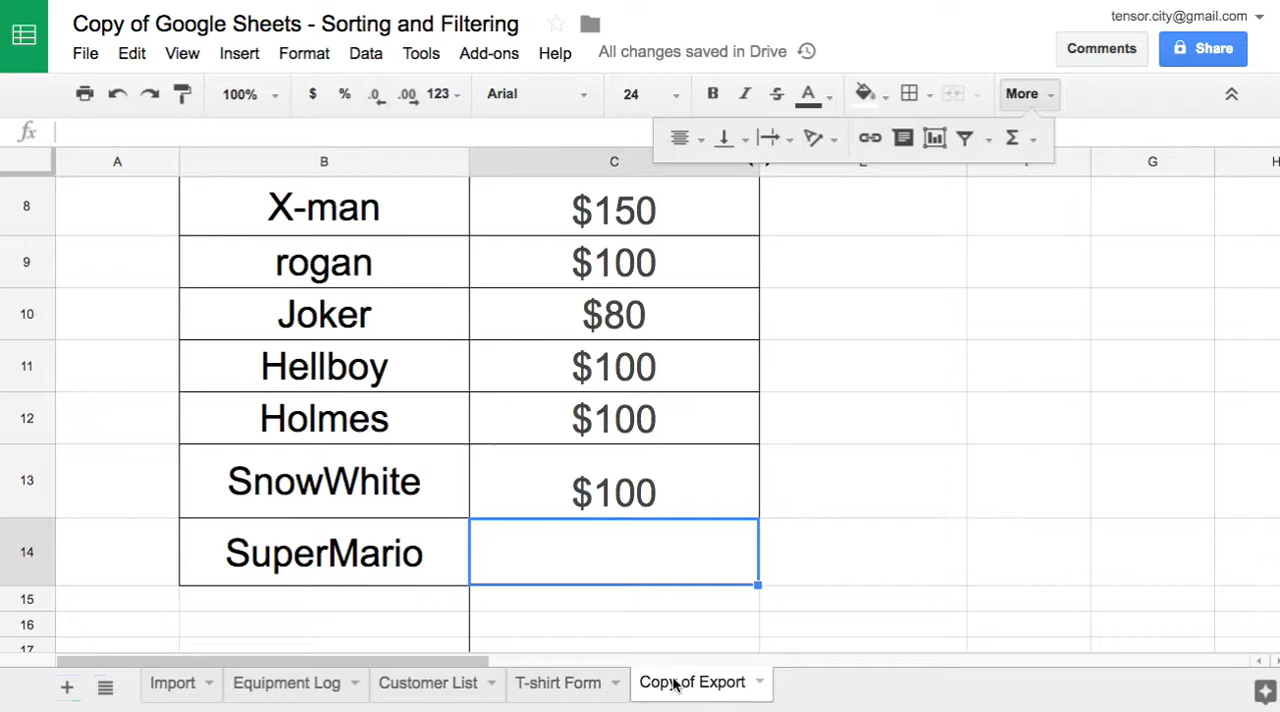 Copy of Google Sheets - Sorting and Filtering
tensor.city@gmail.com
File Edit View Insert Format Data Tools Add-ons Help All changes saved in Drive
Comments Share
100% $ % .0 .00 123 Arial 24 B I S A More
fx
A B C G H
8 X-man $150
9 rogan $100
10 Joker $80
11 Hellboy $100
12 Holmes $100
13 SnowWhite $100
14 SuperMario
15
16
17
Import Equipment Log Customer List T-shirt Form Copy of Export